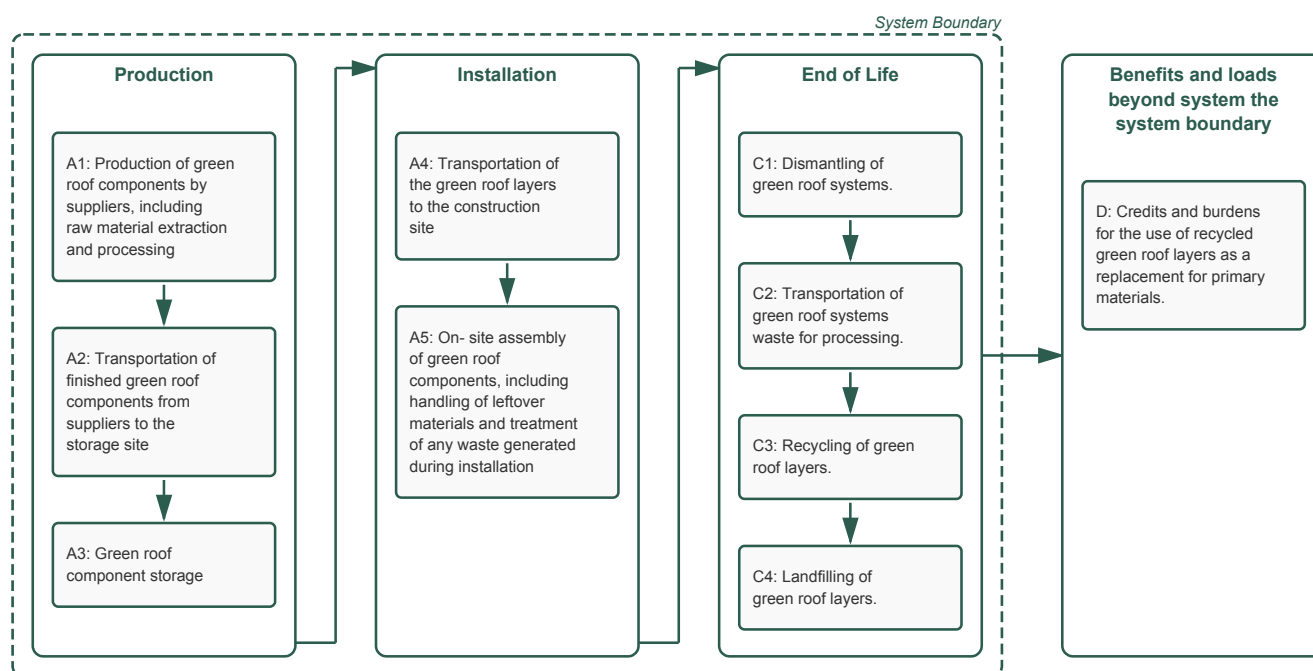 System Boundary
Production
A1: Production of green
roof components by
suppliers, including
raw material extraction
and processing
A2: Transportation of
finished green roof
components from
suppliers to the
storage site
A3: Green roof
component storage
Installation
A4: Transportation of
the green roof layers
to the construction
site
A5: On- site assembly
of green roof
components, including
handling of leftover
materials and treatment
of any waste generated
during installation
End of Life
C1: Dismantling of
green roof systems.
C2: Transportation of
green roof systems
waste for processing.
C3: Recycling of green
roof layers.
C4: Landfilling of
green roof layers.
Benefits and loads
beyond system the
system boundary
D: Credits and burdens
for the use of recycled
green roof layers as a
replacement for primary
materials.